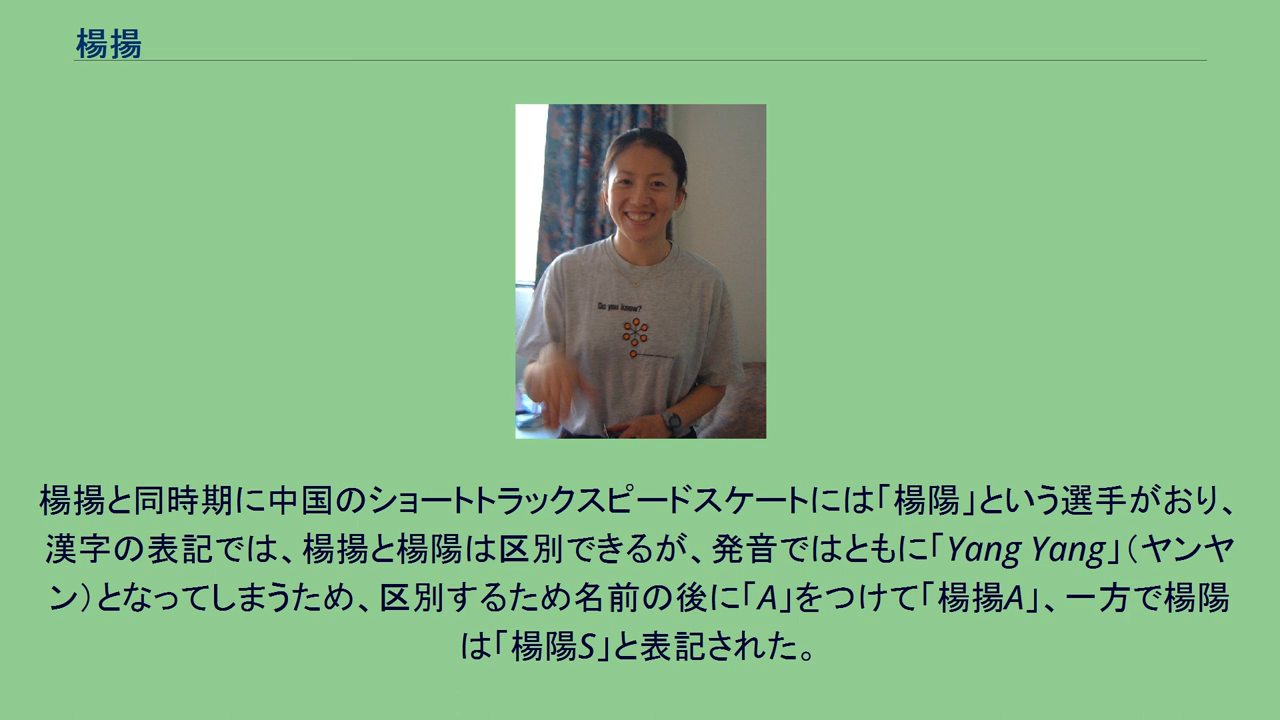 楊揚
Do you know?
楊揚と同時期に中国のショートトラックスピードスケートには「楊陽」という選手がおり、
漢字の表記では、楊揚と楊陽は区別できるが、発音ではともに「Yang Yang」（ヤンヤ
ン）となってしまうため、区別するため名前の後に「A」をつけて「楊揚A」、一方で楊陽
は「楊陽S」と表記された。